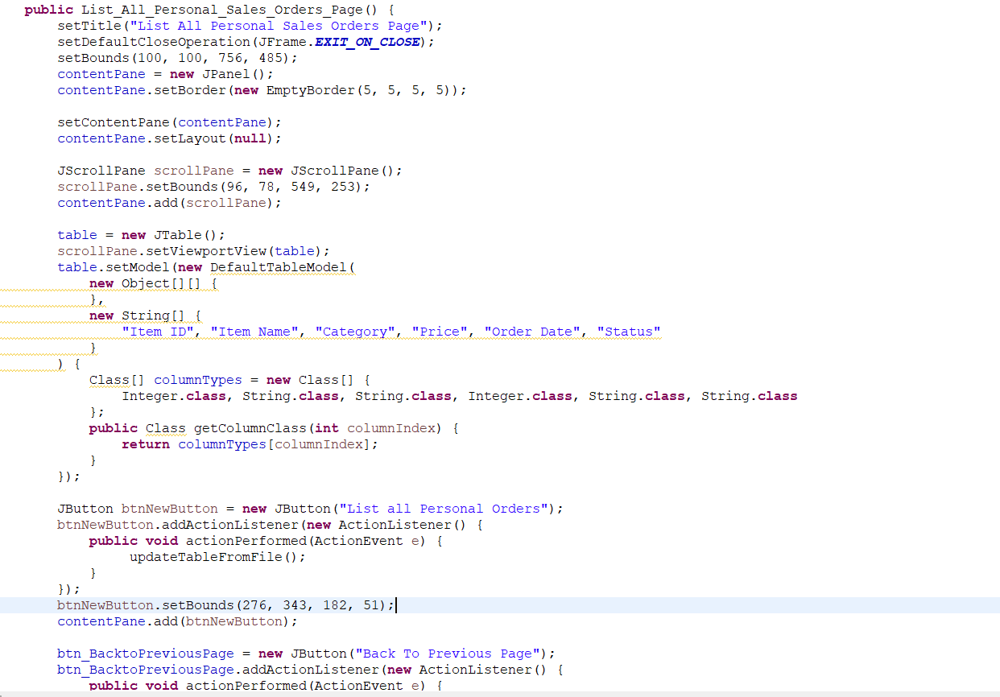 public List_All_Personal_Sales_Orders_Page() {
setTitle("List All Personal Sales Orders Page");
setDefaultCloseOperation(JFrame.EXIT_ON_CLOSE);
setBounds(100, 100, 756, 485);
contentPane = new JPanel();
contentPane.setBorder(new EmptyBorder(5, 5, 5, 5));
setContentPane(contentPane);
contentPane.setLayout(null);
JScrollPane scrollPane = new JScrollPane();
scrollPane.setBounds(96, 78, 549, 253);
contentPane.add(scrollPane);
table = new JTable();
scrollPane.setViewportView(table);
table.setModel(new DefaultTableModel(
new Object[][] {
},
new String[] {
"Item ID", "Item Name", "Category", "Price", "Order Date", "Status"
}
) {
Class[] columnTypes = new Class[] {
Integer.class, String.class, String.class, Integer.class, String.class, String.class
};
public Class getColumnClass(int columnIndex) {
return columnTypes[columnIndex];
}
});
JButton btnNewButton = new JButton("List all Personal Orders");
btnNewButton.addActionListener(new ActionListener() {
public void actionPerformed(ActionEvent e) {
updateTableFromFile();
}
});
btnNewButton.setBounds(276, 343, 182, 51);
contentPane.add(btnNewButton);
btn_BacktoPreviousPage = new JButton("Back To Previous Page");
btn_BacktoPreviousPage.addActionListener(new ActionListener() {
public void actionPerformed(ActionEvent e) {